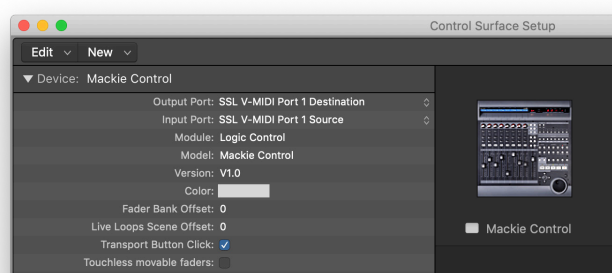 Control Surface Setup
Edit New
Device: Mackie Control
Output Port: SSL V-MIDI Port 1 Destination
Input Port: SSL V-MIDI Port 1 Source
Module: Logic Control
Model: Mackie Control
Version: V1.0
Color:
Fader Bank Offset: 0
Live Loops Scene Offset: 0
Transport Button Click:
Touchless movable faders:
Mackie Control